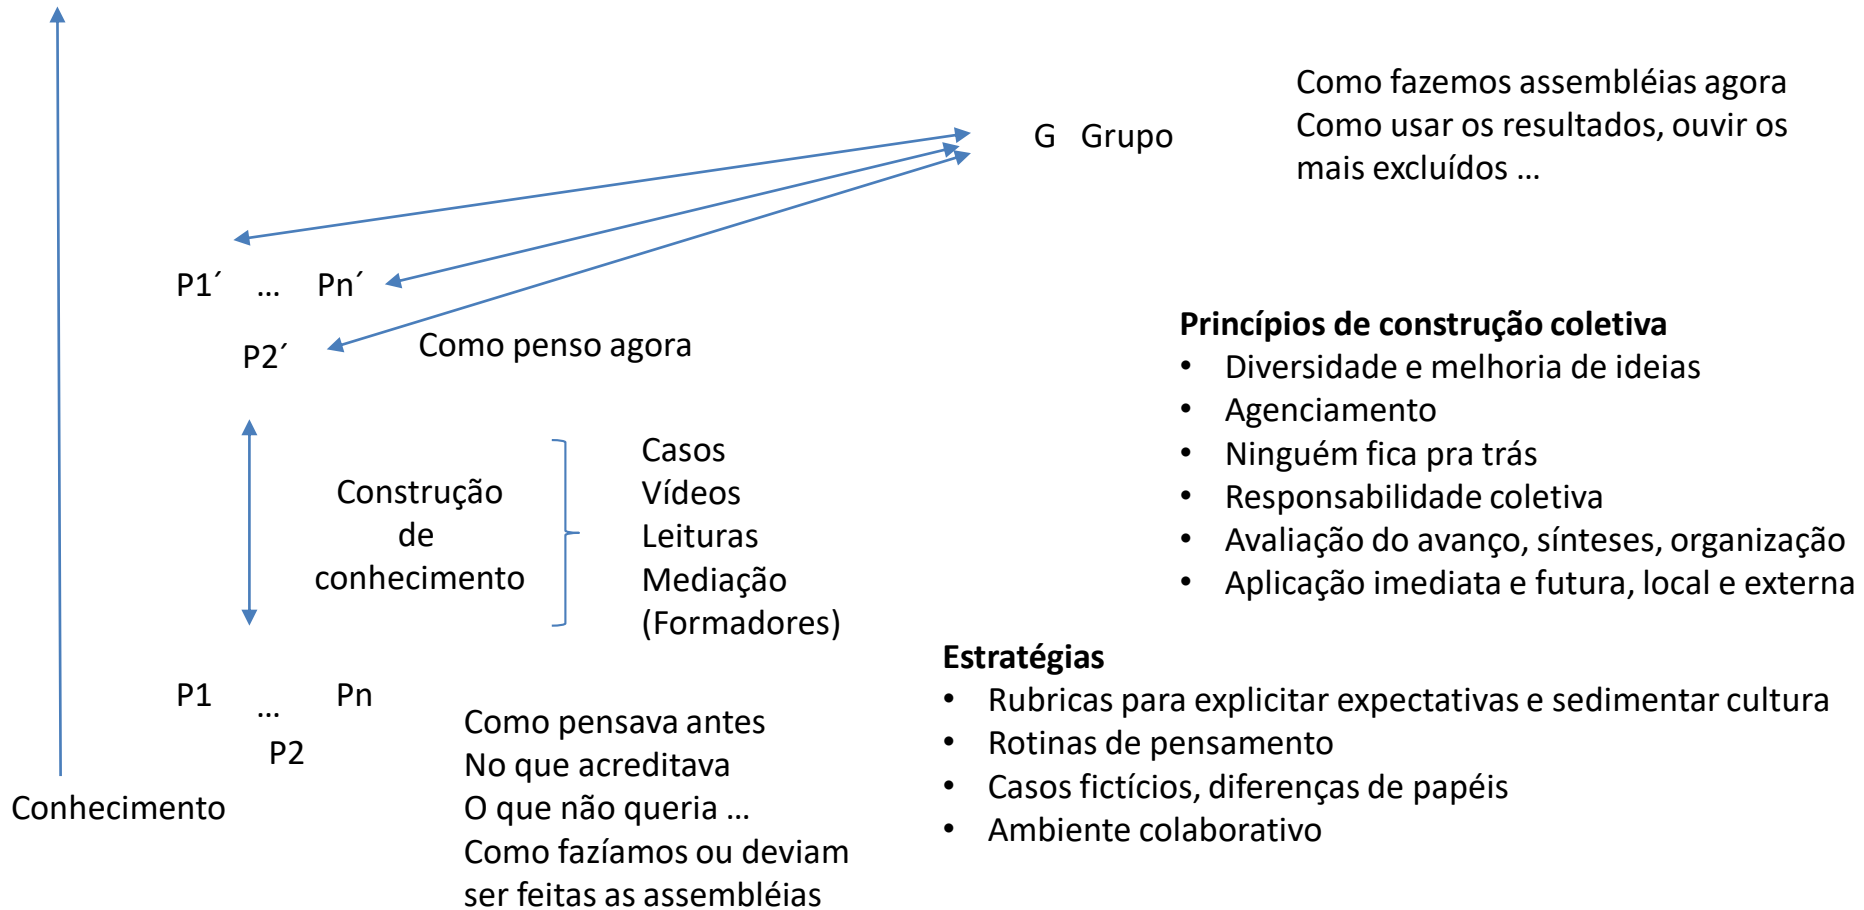 Como fazemos assembléias agora
Como usar os resultados, ouvir os
mais excluídos ...
G Grupo
P1´ ... Pn´
P2´
Como penso agora
Princípios de construção coletiva
• Diversidade e melhoria de ideias
• Agenciamento
• Ninguém fica pra trás
• Responsabilidade coletiva
• Avaliação do avanço, sínteses, organização
• Aplicação imediata e futura, local e externa
Construção
de
conhecimento
Casos
Vídeos
Leituras
Mediação
(Formadores)
Estratégias
• Rubricas para explicitar expectativas e sedimentar cultura
• Rotinas de pensamento
• Casos fictícios, diferenças de papéis
• Ambiente colaborativo
P1 ... Pn
P2
Como pensava antes
No que acreditava
O que não queria ...
Como fazíamos ou deviam
ser feitas as assembléias
Conhecimento